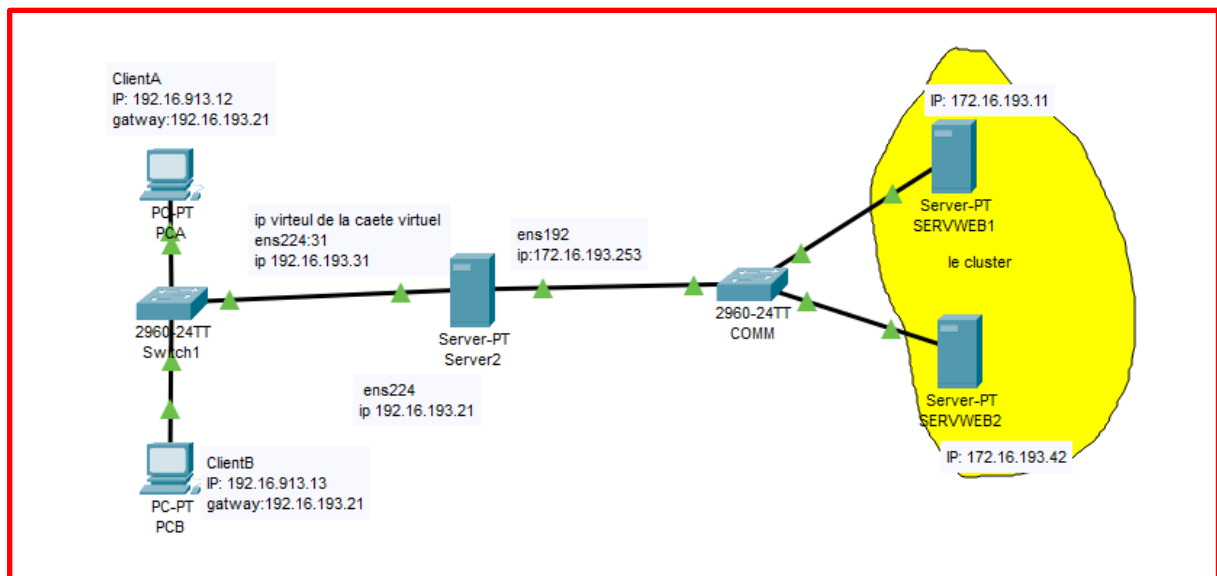 ClientA
IP: 192.16.913.12
gatway:192.16.193.21
PC-PT
PCA
ip virteul de la caete virtuel
ens224:31
ip 192.16.193.31
2960-24TT
Switch1
ens192
ip:172.16.193.253
Server-PT
Server2
ens224
ip 192.16.193.21
2960-24TT
COMM
IP: 172.16.193.11
Server-PT
SERVWEB1
le cluster
Server-PT
SERVWEB2
IP: 172.16.193.42
ClientB
IP: 192.16.913.13
gatway:192.16.193.21
PC-PT
PCB